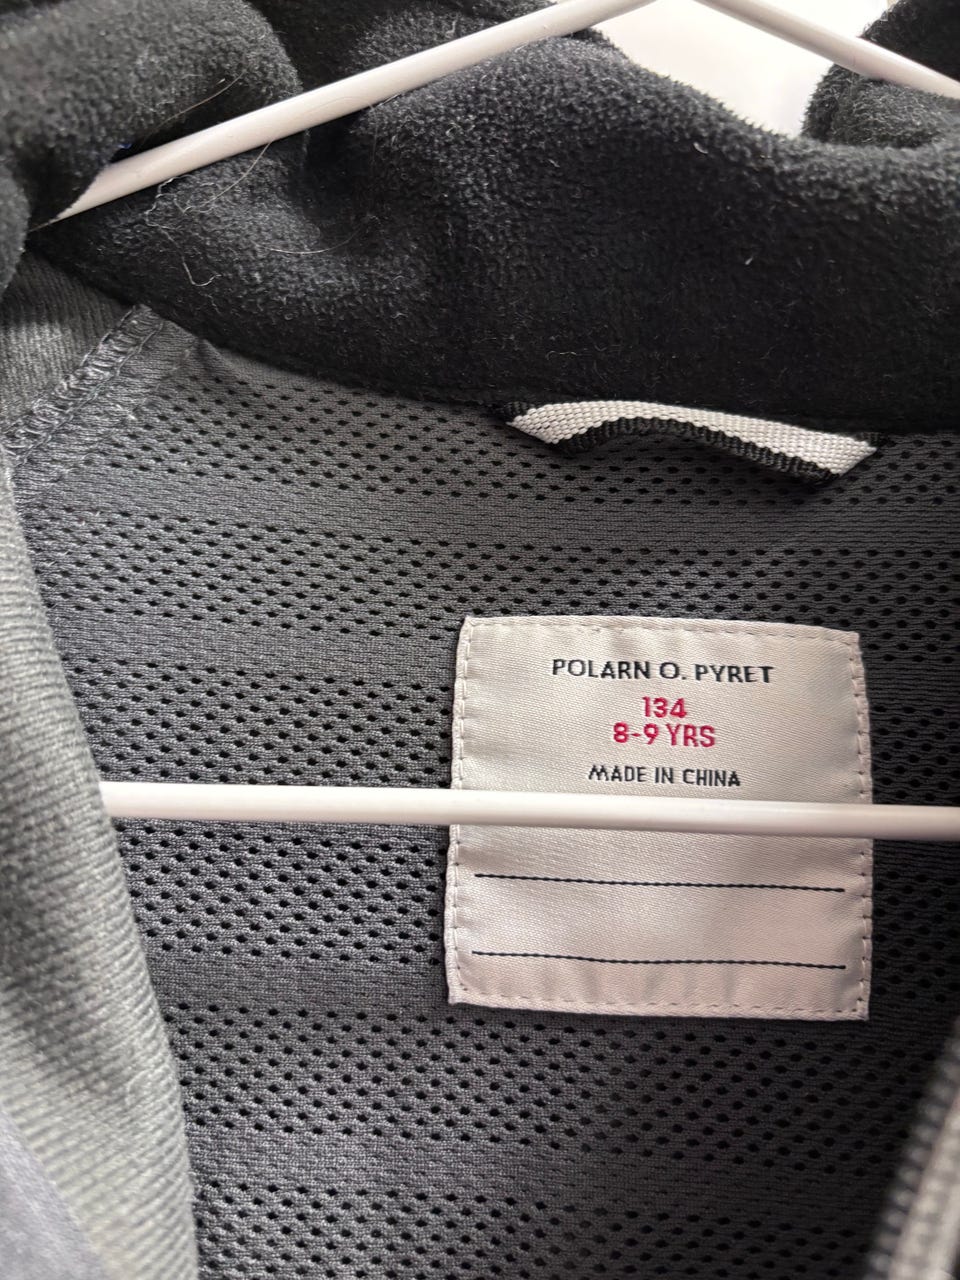 POLARN O. PYRET
134
8-9 YRS
MADE IN CHINA